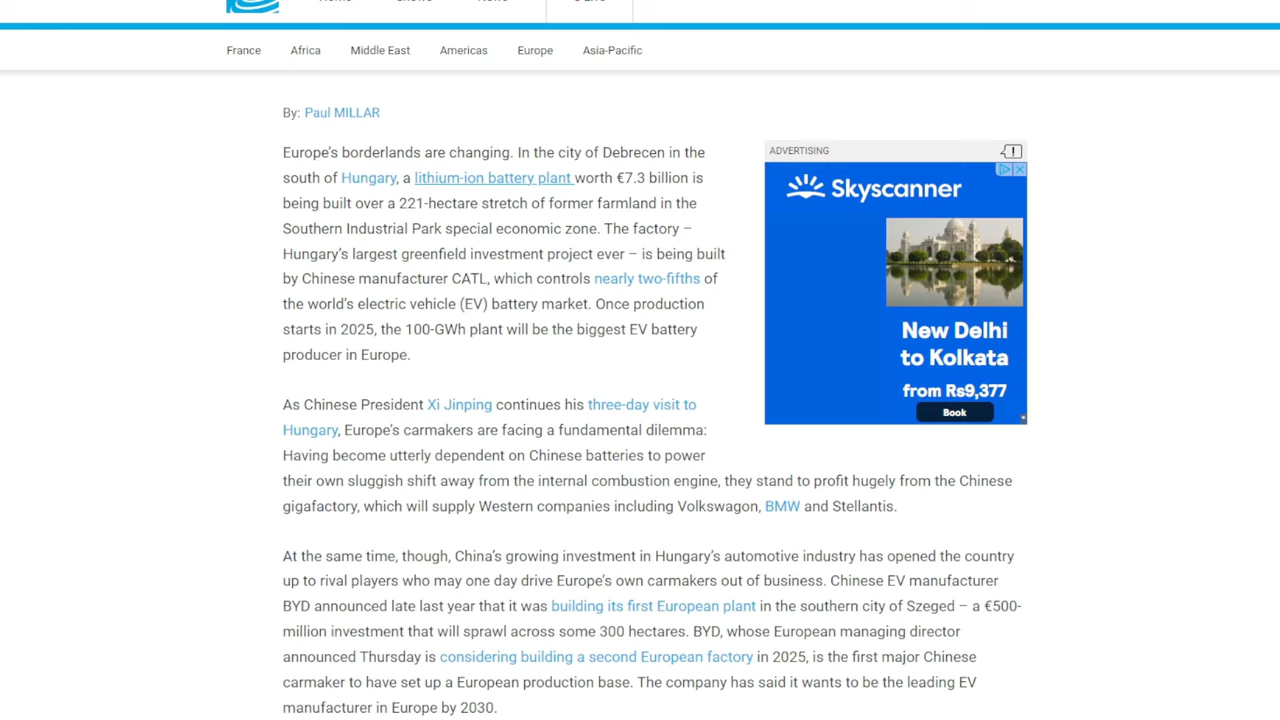 France Africa Middle East Americas Europe Asia-Pacific
By: Paul MILLAR
Europe's borderlands are changing. In the city of Debrecen in the
south of Hungary, a lithium-ion battery plant worth €7.3 billion is
being built over a 221-hectare stretch of former farmland in the
Southern Industrial Park special economic zone. The factory –
Hungary's largest greenfield investment project ever – is being built
by Chinese manufacturer CATL, which controls nearly two-fifths of
the world's electric vehicle (EV) battery market. Once production
starts in 2025, the 100-GWh plant will be the biggest EV battery
producer in Europe.
ADVERTISING
Skyscanner
New Delhi
to Kolkata
from Rs9,377
Book
As Chinese President Xi Jinping continues his three-day visit to
Hungary, Europe's carmakers are facing a fundamental dilemma:
Having become utterly dependent on Chinese batteries to power
their own sluggish shift away from the internal combustion engine, they stand to profit hugely from the Chinese
gigafactory, which will supply Western companies including Volkswagon, BMW and Stellantis.
At the same time, though, China's growing investment in Hungary's automotive industry has opened the country
up to rival players who may one day drive Europe's own carmakers out of business. Chinese EV manufacturer
BYD announced late last year that it was building its first European plant in the southern city of Szeged – a €500-
million investment that will sprawl across some 300 hectares. BYD, whose European managing director
announced Thursday is considering building a second European factory in 2025, is the first major Chinese
carmaker to have set up a European production base. The company has said it wants to be the leading EV
manufacturer in Europe by 2030.